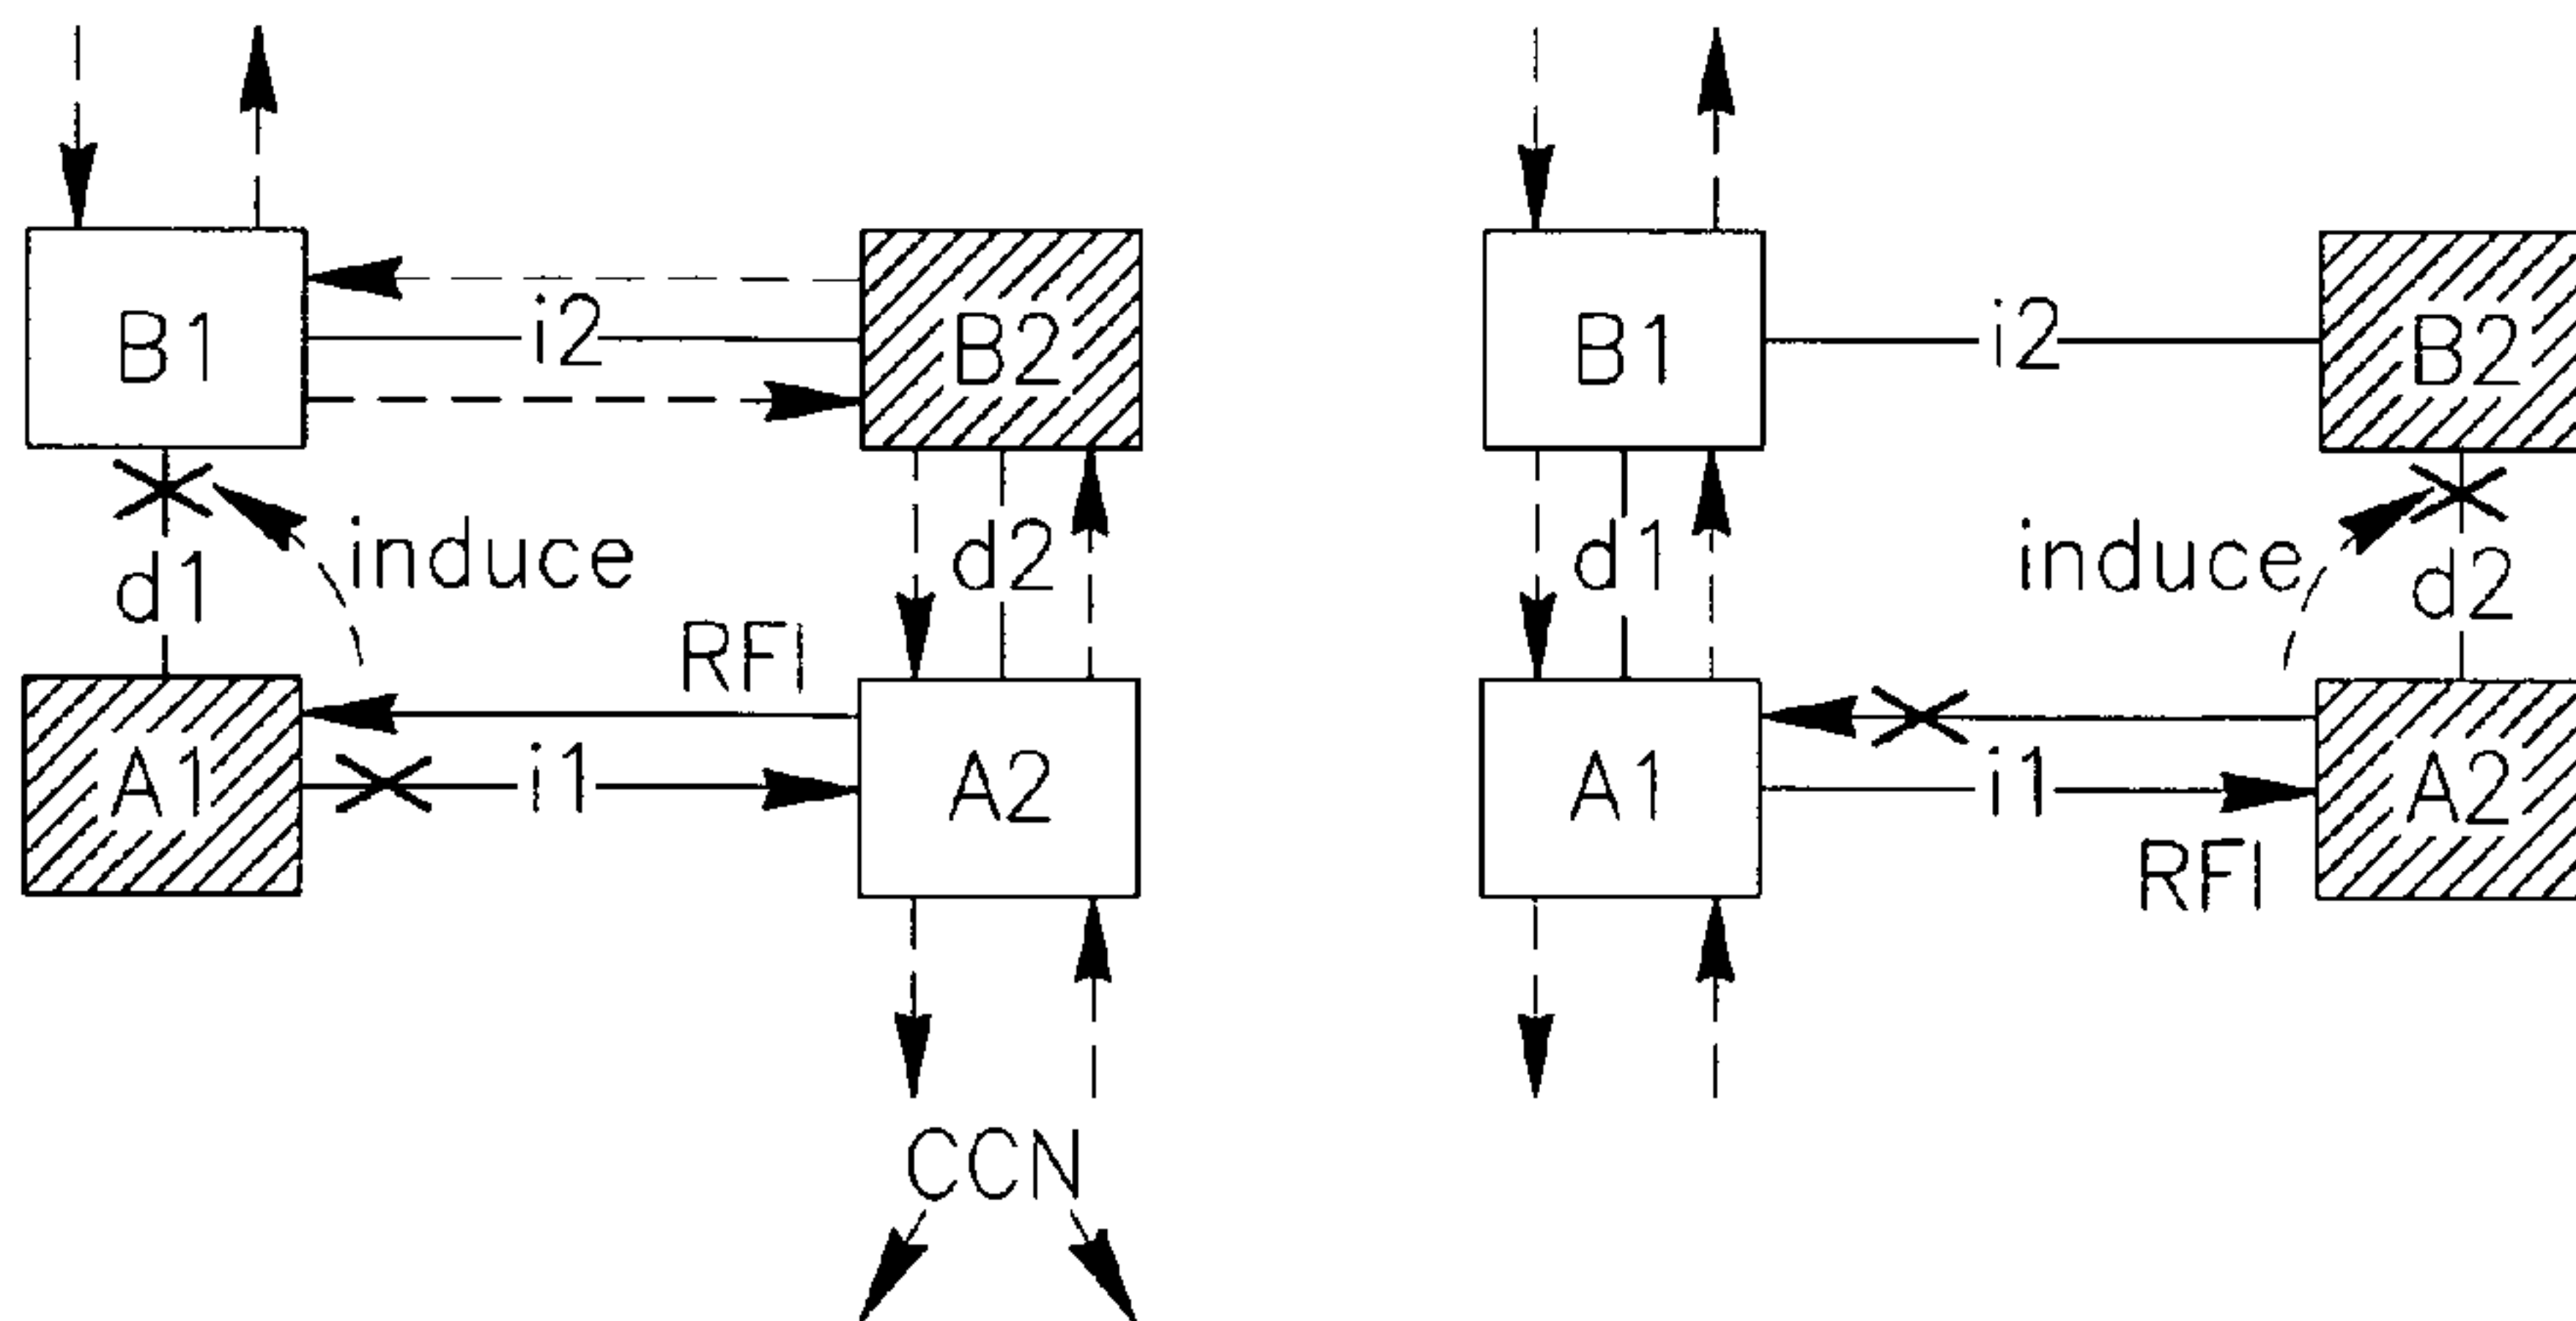 B1
i2
B2
d1
induce
d2
RFI
A1
i1
A2
CCN
B1
i2
B2
d1
induce
d2
A1
i1
A2
RFI